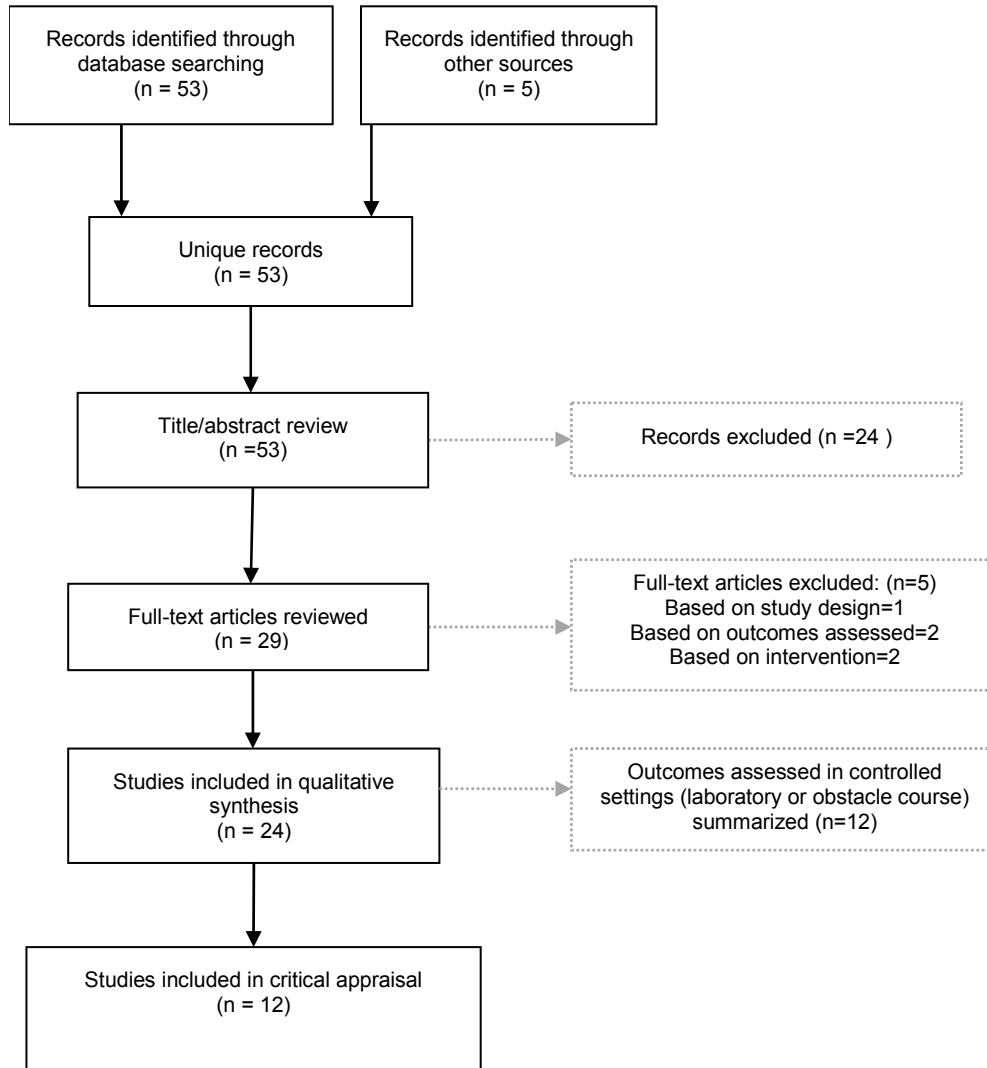 Records identified through
database searching
(n = 53)
Records identified through
other sources
(n = 5)
Unique records
(n = 53)
Title/abstract review
(n =53)
Records excluded (n =24 )
Full-text articles reviewed
(n = 29)
Full-text articles excluded: (n=5)
Based on study design=1
Based on outcomes assessed=2
Based on intervention=2
Studies included in qualitative
synthesis
(n = 24)
Outcomes assessed in controlled
settings (laboratory or obstacle course)
summarized (n=12)
Studies included in critical appraisal
(n = 12)